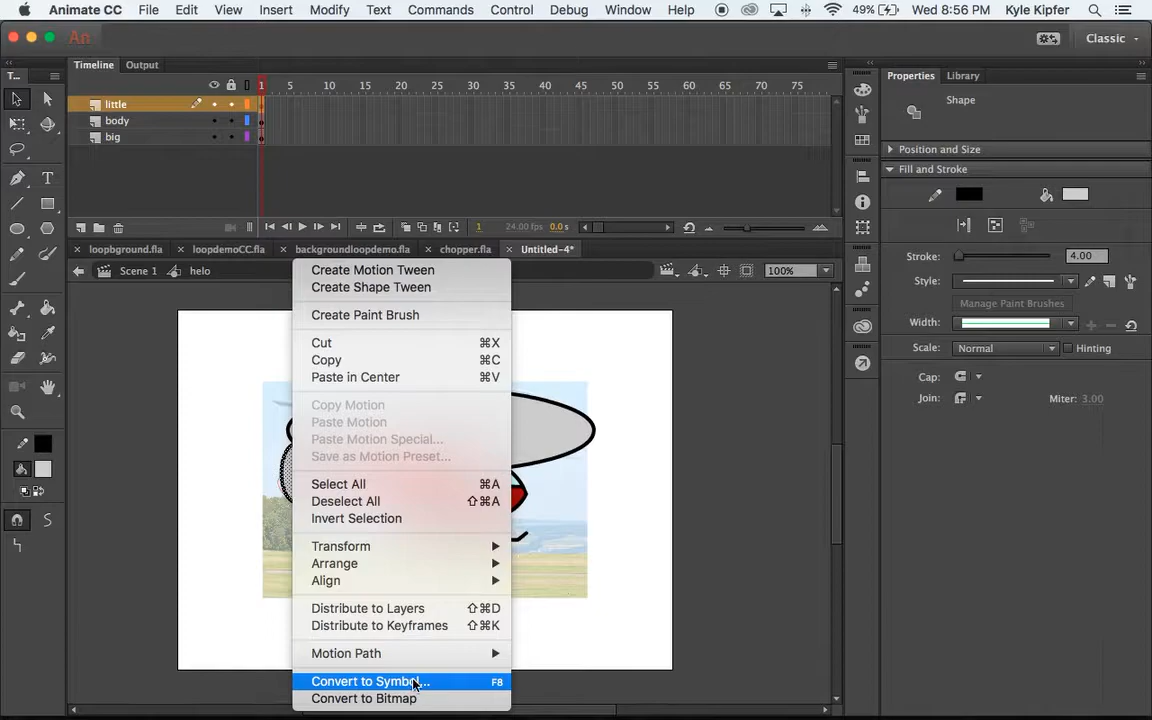 Animate CC File Edit View Insert Modify Text Commands Control Debug Window Help 49% Wed 8:56 PM Kyle Kipfer
An Classic
T... Timeline Output Properties Library
1 5 10 15 20 25 30 35 40 45 50 55 60 65 70 75
little
body
big
Shape
Position and Size
Fill and Stroke
1 24.00 fps 0.0 s
loopbground.fla loopdemoCC.fla backgroundloopdemo.fla chopper.fla Untitled-4*
Scene 1 helo 100%
Stroke: 4.00
Style:
Manage Paint Brushes
Width:
Scale: Normal Hinting
Cap:
Join: Miter: 3.00
Create Motion Tween
Create Shape Tween
Create Paint Brush
Cut ⌘X
Copy ⌘C
Paste in Center ⌘V
Copy Motion
Paste Motion
Paste Motion Special...
Save as Motion Preset...
Select All ⌘A
Deselect All ⇧⌘A
Invert Selection
Transform
Arrange
Align
Distribute to Layers ⇧⌘D
Distribute to Keyframes ⇧⌘K
Motion Path
Convert to Symbol... F8
Convert to Bitmap